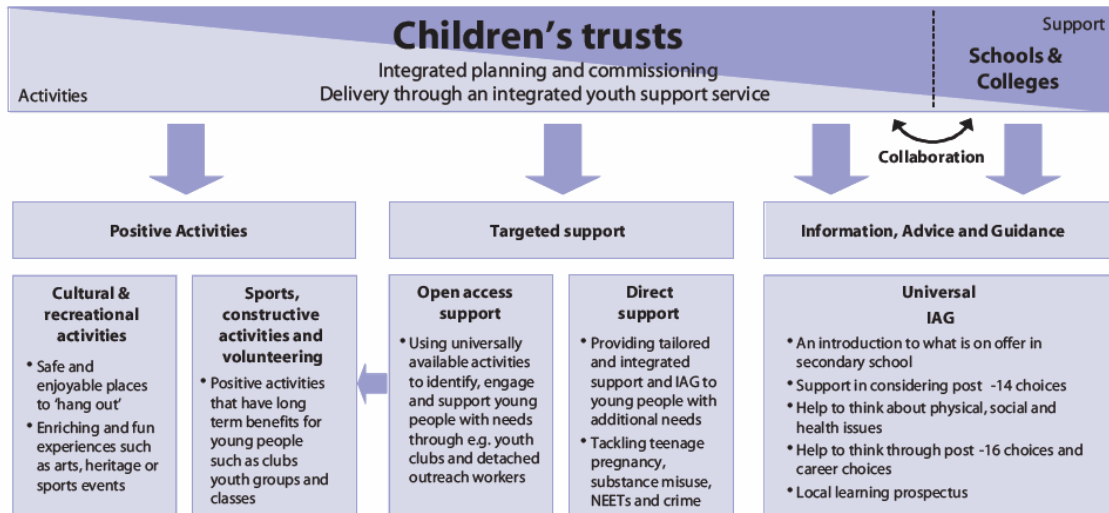 Children's trusts
Integrated planning and commissioning
Delivery through an integrated youth support service
Activities
Support
Schools &
Colleges
Collaboration
Positive Activities
Targeted support
Information, Advice and Guidance
Cultural &
recreational
activities
• Safe and
enjoyable places
to 'hang out'
• Enriching and fun
experiences such
as arts, heritage or
sports events
Sports,
constructive
activities and
volunteering
• Positive activities
that have long
term benefits for
young people
such as clubs
youth groups and
classes
Open access
support
• Using universally
available activities
to identify, engage
and support young
people with needs
through e.g. youth
clubs and detached
outreach workers
Direct
support
• Providing tailored
and integrated
support and IAG to
young people with
additional needs
• Tackling teenage
pregnancy,
substance misuse,
NEETs and crime
Universal
IAG
• An introduction to what is on offer in
secondary school
• Support in considering post -14 choices
• Help to think about physical, social and
health issues
• Help to think through post -16 choices and
career choices
• Local learning prospectus